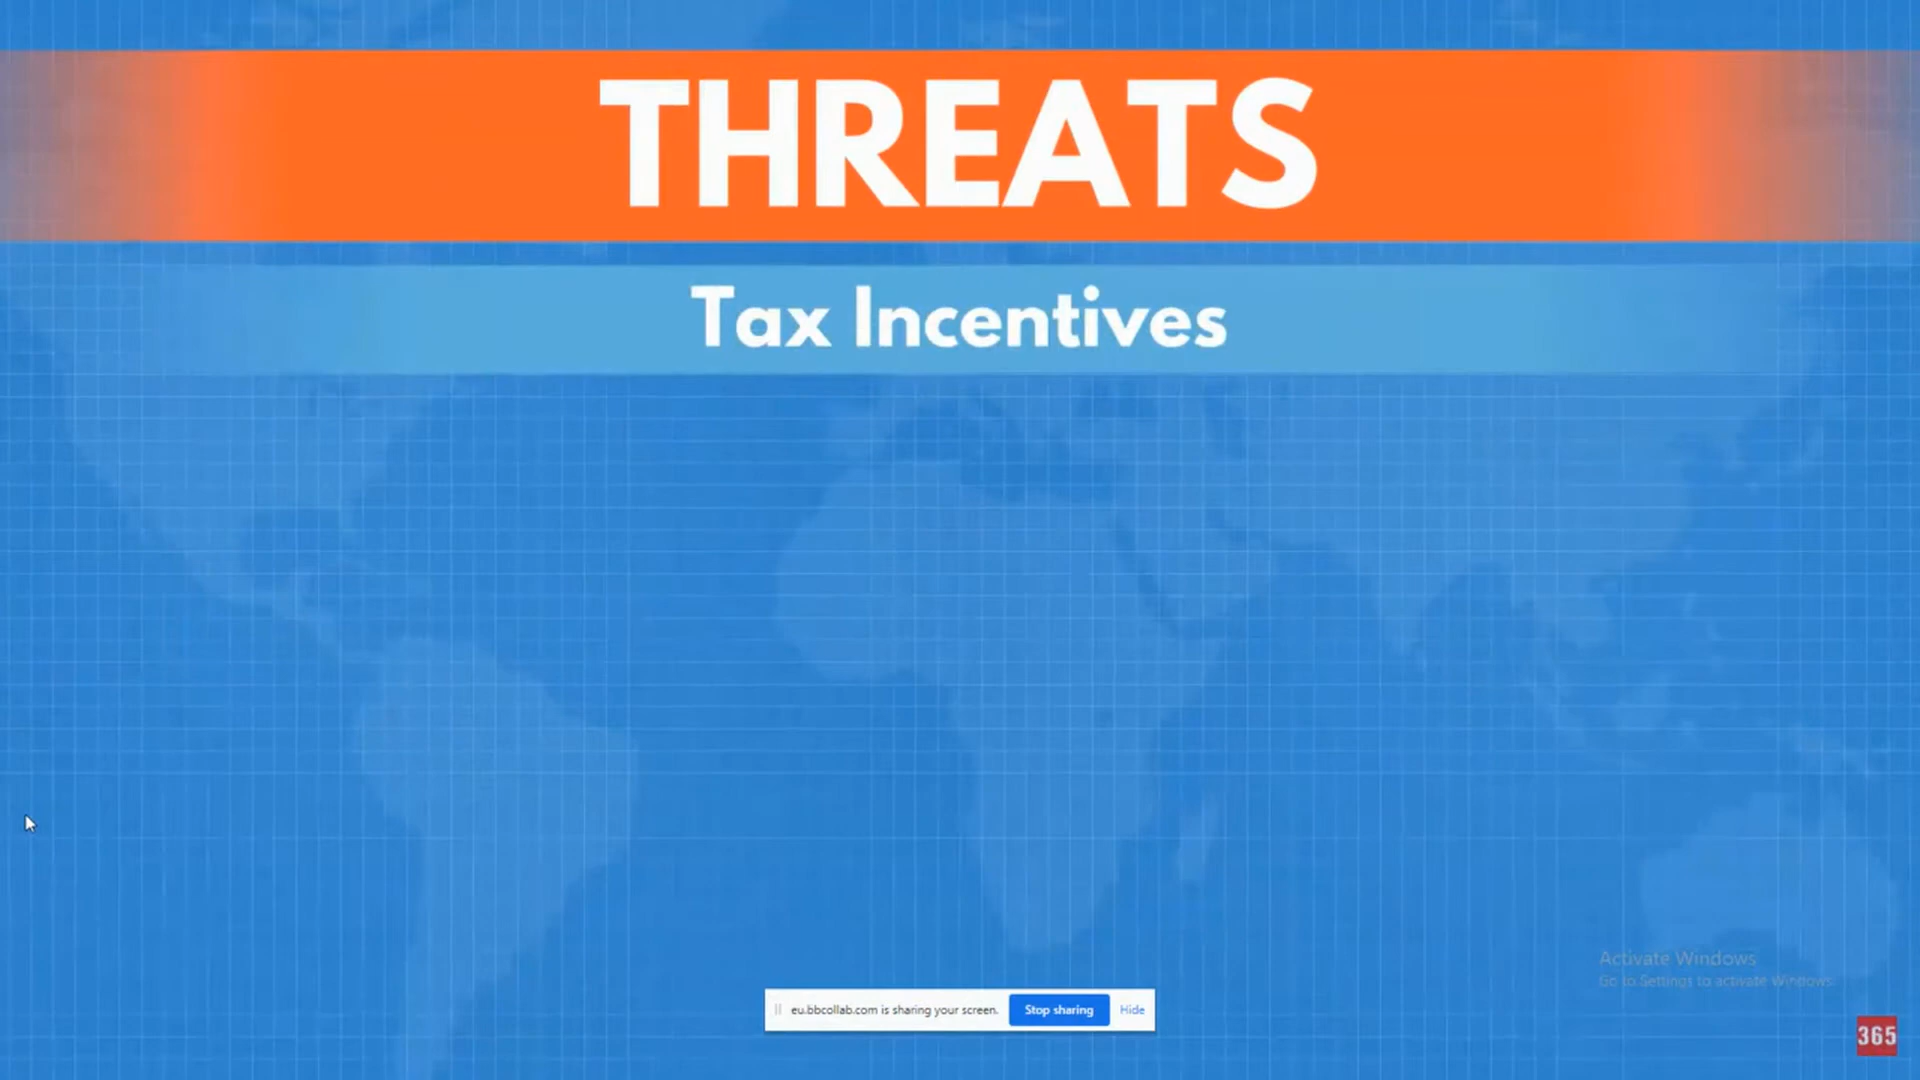 THREATS
Tax Incentives
Activate Windows
Go to Settings to activate Windows.
eu.bbcollab.com is sharing your screen. Stop sharing Hide
365